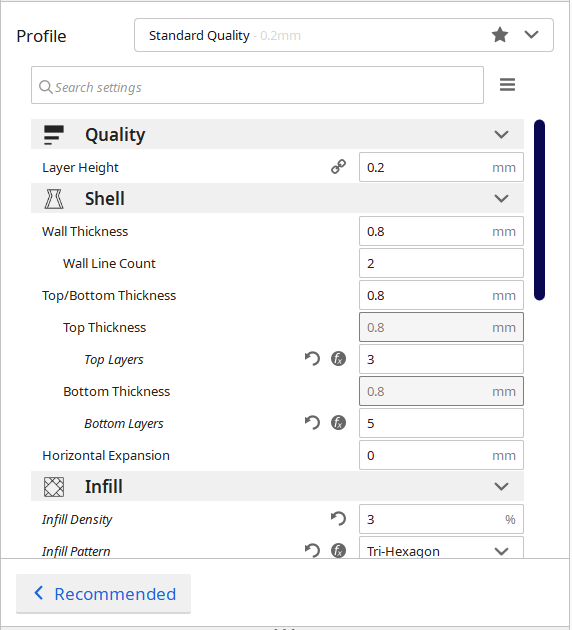 Profile
Standard Quality - 0.2mm
Search settings
Quality
Layer Height 0.2 mm
Shell
Wall Thickness 0.8 mm
Wall Line Count 2
Top/Bottom Thickness 0.8 mm
Top Thickness 0.8 mm
Top Layers fx 3
Bottom Thickness 0.8 mm
Bottom Layers fx 5
Horizontal Expansion 0 mm
Infill
Infill Density 3 %
Infill Pattern fx Tri-Hexagon
Recommended